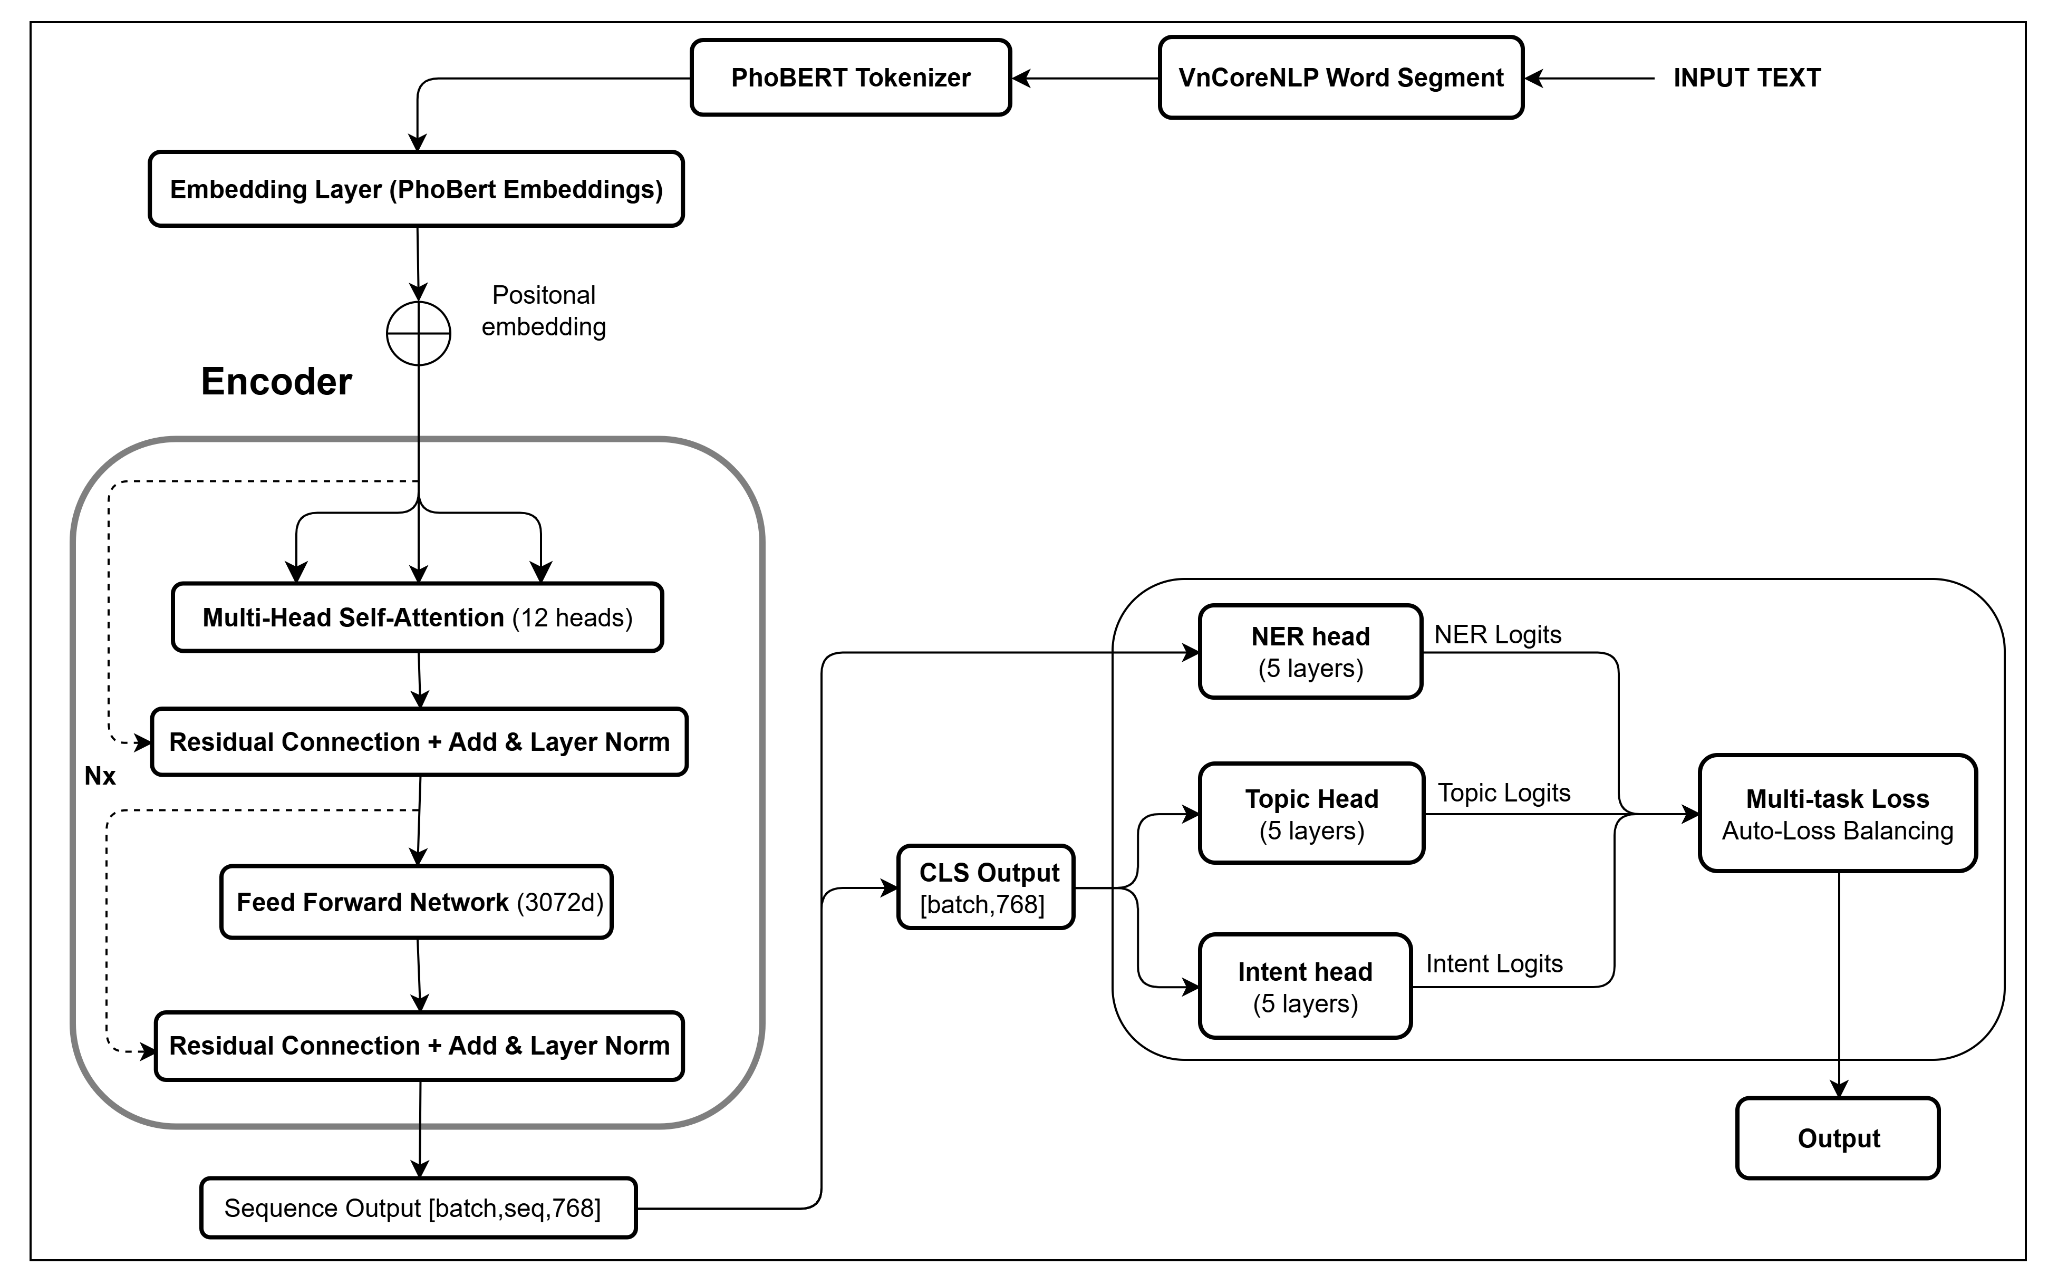 INPUT TEXT
VnCoreNLP Word Segment
PhoBERT Tokenizer
Embedding Layer (PhoBert Embeddings)
Positonal
embedding
Encoder
Multi-Head Self-Attention (12 heads)
Residual Connection + Add & Layer Norm
Nx
Feed Forward Network (3072d)
Residual Connection + Add & Layer Norm
Sequence Output [batch,seq,768]
CLS Output
[batch,768]
NER head
(5 layers)
NER Logits
Topic Head
(5 layers)
Topic Logits
Intent head
(5 layers)
Intent Logits
Multi-task Loss
Auto-Loss Balancing
Output